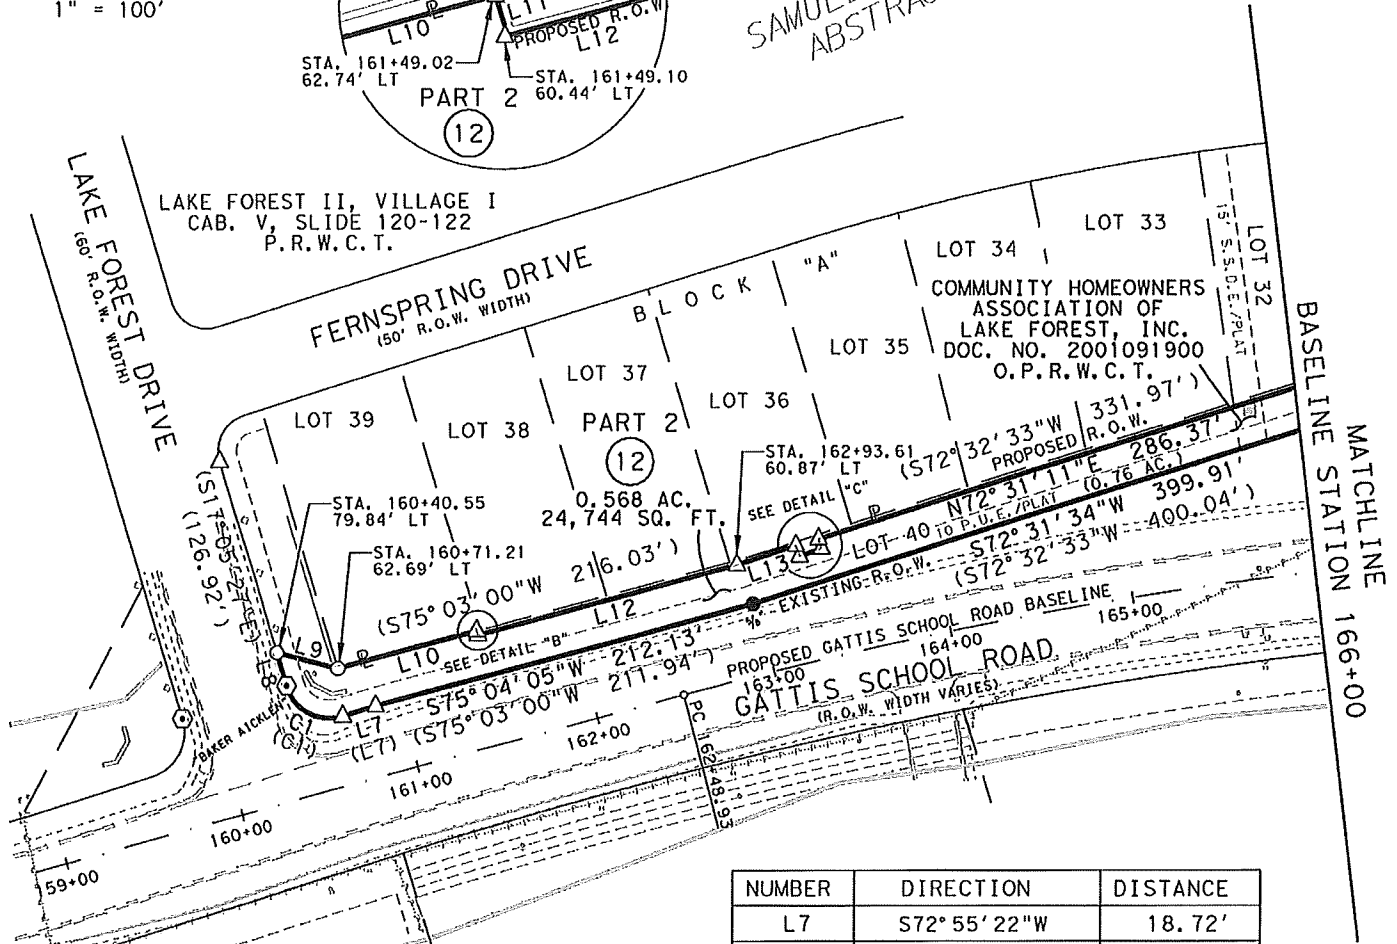 1" = 100'
L10
L11
PROPOSED R.O.W
L12
STA. 161+49.02
62.74' LT
STA. 161+49.10
60.44' LT
PART 2
12
SAMUEL
LAKE FOREST DRIVE
(60' R.O.W. WIDTH)
LAKE FOREST II, VILLAGE I
CAB. V, SLIDE 120-122
P.R.W.C.T.
FERNSPRING DRIVE
(50' R.O.W. WIDTH)
BLOCK "A"
LOT 39
LOT 38
LOT 37
LOT 36
LOT 35
LOT 34
LOT 33
LOT 32
15' S.S.D.E./PLAT
COMMUNITY HOMEOWNERS
ASSOCIATION OF
LAKE FOREST, INC.
DOC. NO. 2001091900
O.P.R.W.C.T.
PART 2
12
0.568 AC.
24,744 SQ. FT.
STA. 162+93.61
60.87' LT
SEE DETAIL "C"
(S72°32'33"W 331.97')
PROPOSED R.O.W.
N72°31'11"E 286.37'
10 P.U.E./PLAT (0.76 AC.)
LOT 40
S72°31'34"W 399.91'
(S72°32'33"W 400.04')
EXISTING R.O.W.
L13
L12
STA. 160+40.55
79.84' LT
STA. 160+71.21
62.69' LT
(S75°03'00"W 216.03')
(126.92')
L9
L10
SEE DETAIL "B"
L8
C1
(C1)
L7
(L7)
S75°04'05"W 212.13'
(S75°03'00"W 211.94')
BAKER AICKLEN
PROPOSED GATTIS SCHOOL ROAD BASELINE
GATTIS SCHOOL ROAD
(R.O.W. WIDTH VARIES)
159+00
160+00
161+00
162+00
163+00
164+00
165+00
PC 162+48.93
MATCHLINE
BASELINE STATION 166+00
NUMBER DIRECTION DISTANCE
L7 S72°55'22"W 18.72'